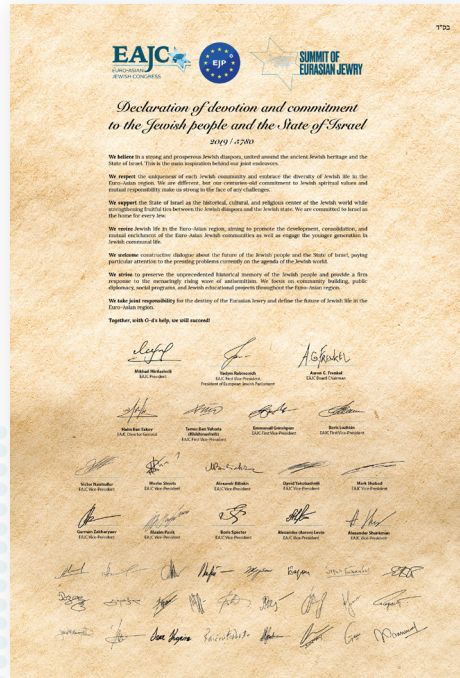 בס"ד
EAJC
EURO-ASIAN
JEWISH CONGRESS
EJP
SUMMIT OF
EURASIAN JEWRY
Declaration of devotion and commitment
to the Jewish people and the State of Israel
2019 / 5780
We believe in a strong and prosperous Jewish diaspora, united around the ancient Jewish heritage and the
State of Israel. This is the main inspiration behind our joint endeavors.
We respect the uniqueness of each Jewish community and embrace the diversity of Jewish life in the
Euro-Asian region. We are different, but our centuries-old commitment to Jewish spiritual values and
mutual responsibility make us strong in the face of any challenges.
We support the State of Israel as the historical, cultural, and religious center of the Jewish world while
strengthening fruitful ties between the Jewish diaspora and the Jewish state. We are committed to Israel as
the home for every Jew.
We revive Jewish life in the Euro-Asian region, aiming to promote the development, consolidation, and
mutual enrichment of the Euro-Asian Jewish communities as well as engage the younger generation in
Jewish communal life.
We welcome constructive dialogue about the future of the Jewish people and the State of Israel, paying
particular attention to the pressing problems currently on the agenda of the Jewish world.
We strive to preserve the unprecedented historical memory of the Jewish people and provide a firm
response to the menacingly rising wave of antisemitism. We focus on community building, public
diplomacy, social programs, and Jewish educational projects throughout the Euro-Asian region.
We take joint responsibility for the destiny of the Eurasian Jewry and define the future of Jewish life in the
Euro-Asian region.
Together, with G-d's help, we will succeed!
Mikhail Mirilashvili
EAJC President
Vadym Rabinovich
EAJC First Vice-President
President of European Jewish Parliament
Aaron G. Frenkel
EAJC Board Chairman
Haim Ben Yakov
EAJC Director General
EAJC First Vice-President
Emmanuil Grinshpun
EAJC First Vice-President
Boris Lozhkin
EAJC First Vice-President
EAJC Vice-President
EAJC Vice-President
EAJC Vice-President
EAJC Vice-President
Mark Shabad
EAJC Vice-President
German Zakharyaev
EAJC Vice-President
EAJC Vice-President
Boris Spector
EAJC Vice-President
EAJC Vice-President
EAJC Vice-President